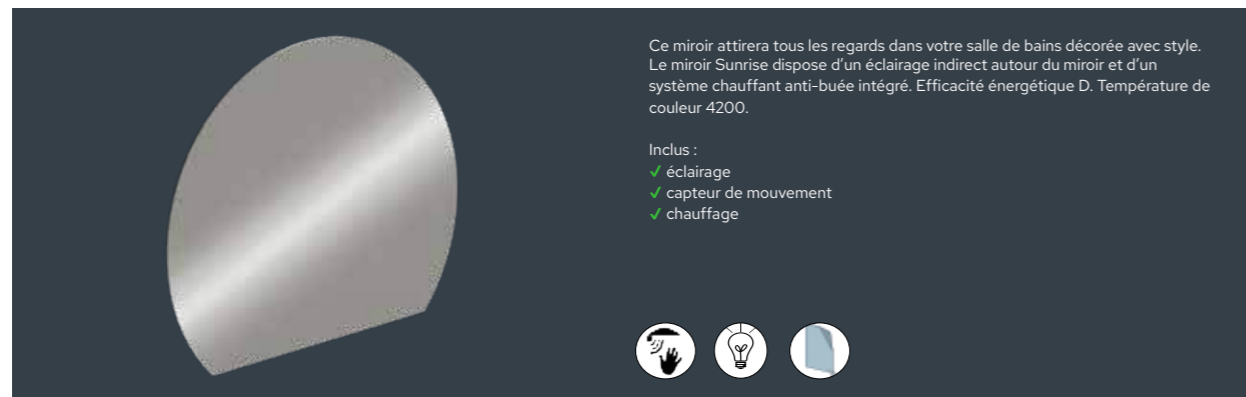 Ce miroir attirera tous les regards dans votre salle de bains décorée avec style.
Le miroir Sunrise dispose d'un éclairage indirect autour du miroir et d'un
système chauffant anti-buée intégré. Efficacité énergétique D. Température de
couleur 4200.
Inclus :
✓ éclairage
✓ capteur de mouvement
✓ chauffage